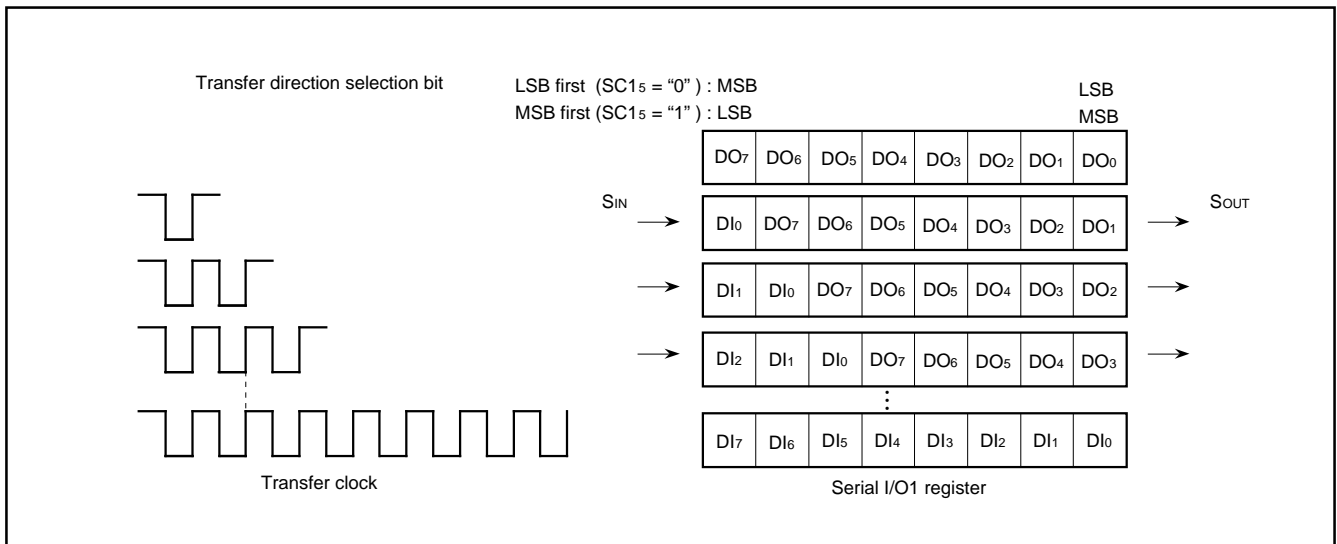 Transfer direction selection bit
LSB first (SC15 = “0” ) : MSB
LSB
MSB first (SC15 = “1” ) : LSB
MSB
DO7 DO6 DO5 DO4 DO3 DO2 DO1 DO0
SIN
DI0 DO7 DO6 DO5 DO4 DO3 DO2 DO1
SOUT
DI1 DI0 DO7 DO6 DO5 DO4 DO3 DO2
DI2 DI1 DI0 DO7 DO6 DO5 DO4 DO3
DI7 DI6 DI5 DI4 DI3 DI2 DI1 DI0
Transfer clock
Serial I/O1 register